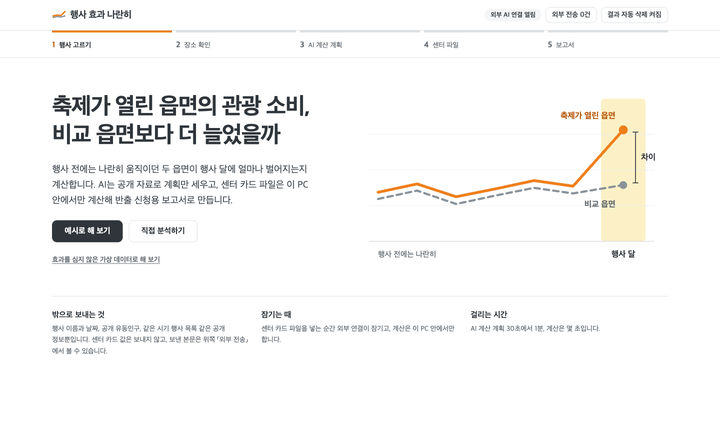 행사 효과 나란히
외부 AI 연결 열림
외부 전송 0건
결과 자동 삭제 켜짐
1 행사 고르기
2 장소 확인
3 AI 계산 계획
4 센터 파일
5 보고서
축제가 열린 읍면의 관광 소비,
비교 읍면보다 더 늘었을까
행사 전에는 나란히 움직이던 두 읍면이 행사 달에 얼마나 벌어지는지
계산합니다. AI는 공개 자료로 계획만 세우고, 센터 카드 파일은 이 PC
안에서만 계산해 반출 신청용 보고서로 만듭니다.
예시로 해 보기
직접 분석하기
효과를 심지 않은 가상 데이터로 해 보기
축제가 열린 읍면
차이
비교 읍면
행사 전에는 나란히
행사 달
밖으로 보내는 것
행사 이름과 날짜, 공개 유동인구, 같은 시기 행사 목록 같은 공개
정보뿐입니다. 센터 카드 값은 보내지 않고, 보낸 본문은 위쪽 「외부 전송」
에서 볼 수 있습니다.
잠기는 때
센터 카드 파일을 넣는 순간 외부 연결이 잠기고, 계산은 이 PC 안에서만
합니다.
걸리는 시간
AI 계산 계획 30초에서 1분, 계산은 몇 초입니다.